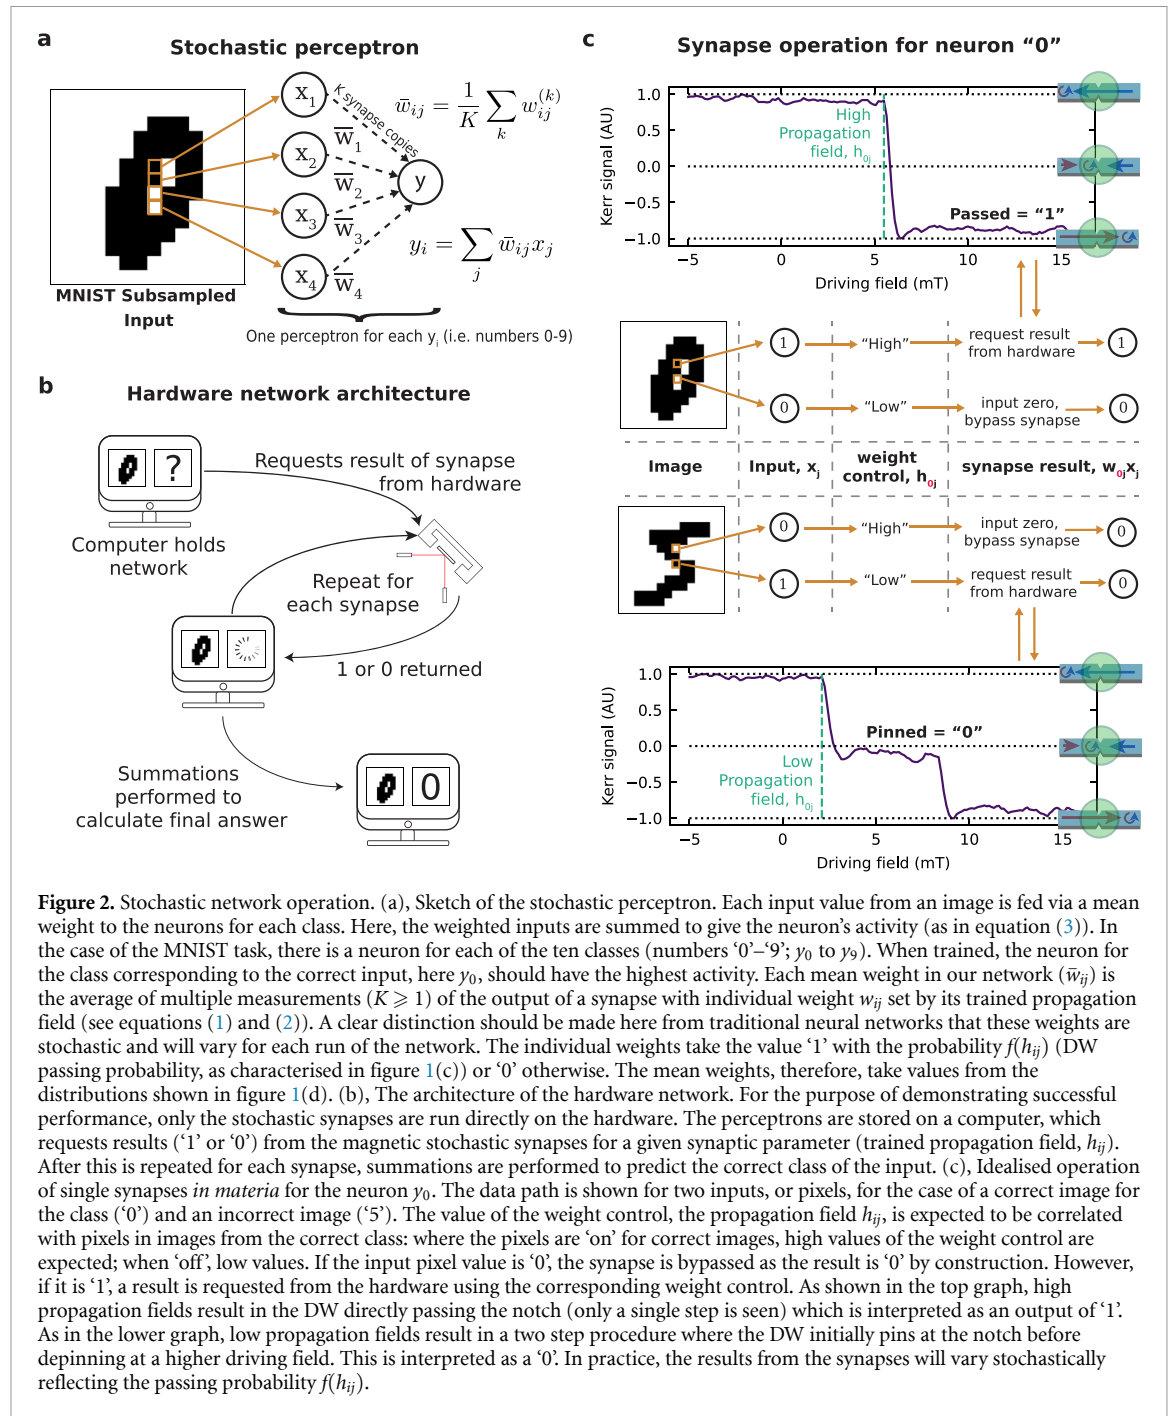 a
Stochastic perceptron
x1
x2
x3
x4
K synapse copies
w̅1
w̅2
w̅3
w̅4
y
w̄ij = 1/K ∑k wij(k)
yi = ∑j w̄ijxj
MNIST Subsampled
Input
One perceptron for each yi (i.e. numbers 0-9)
b
Hardware network architecture
?
Requests result of synapse
from hardware
Computer holds
network
Repeat for
each synapse
1 or 0 returned
Summations
performed to
calculate final answer
0
c
Synapse operation for neuron “0”
Kerr signal (AU)
1.0
0.5
0.0
−0.5
−1.0
High
Propagation
field, h0j
Passed = “1”
−5 0 5 10 15
Driving field (mT)
1 “High” request result
from hardware 1
0 “Low” input zero,
bypass synapse 0
Image Input, xj weight
control, h0j synapse result, w0jxj
0 “High” input zero,
bypass synapse 0
1 “Low” request result
from hardware 0
Kerr signal (AU)
1.0
0.5
0.0
−0.5
−1.0
Pinned = “0”
Low
Propagation
field, h0j
−5 0 5 10 15
Driving field (mT)
Figure 2. Stochastic network operation. (a), Sketch of the stochastic perceptron. Each input value from an image is fed via a mean
weight to the neurons for each class. Here, the weighted inputs are summed to give the neuron’s activity (as in equation (3)). In
the case of the MNIST task, there is a neuron for each of the ten classes (numbers ‘0’–‘9’; y0 to y9). When trained, the neuron for
the class corresponding to the correct input, here y0, should have the highest activity. Each mean weight in our network (w̄ij) is
the average of multiple measurements (K ⩾ 1) of the output of a synapse with individual weight wij set by its trained propagation
field (see equations (1) and (2)). A clear distinction should be made here from traditional neural networks that these weights are
stochastic and will vary for each run of the network. The individual weights take the value ‘1’ with the probability f(hij) (DW
passing probability, as characterised in figure 1(c)) or ‘0’ otherwise. The mean weights, therefore, take values from the
distributions shown in figure 1(d). (b), The architecture of the hardware network. For the purpose of demonstrating successful
performance, only the stochastic synapses are run directly on the hardware. The perceptrons are stored on a computer, which
requests results (‘1’ or ‘0’) from the magnetic stochastic synapses for a given synaptic parameter (trained propagation field, hij).
After this is repeated for each synapse, summations are performed to predict the correct class of the input. (c), Idealised operation
of single synapses in materia for the neuron y0. The data path is shown for two inputs, or pixels, for the case of a correct image for
the class (‘0’) and an incorrect image (‘5’). The value of the weight control, the propagation field hij, is expected to be correlated
with pixels in images from the correct class: where the pixels are ‘on’ for correct images, high values of the weight control are
expected; when ‘off’, low values. If the input pixel value is ‘0’, the synapse is bypassed as the result is ‘0’ by construction. However,
if it is ‘1’, a result is requested from the hardware using the corresponding weight control. As shown in the top graph, high
propagation fields result in the DW directly passing the notch (only a single step is seen) which is interpreted as an output of ‘1’.
As in the lower graph, low propagation fields result in a two step procedure where the DW initially pins at the notch before
depinning at a higher driving field. This is interpreted as a ‘0’. In practice, the results from the synapses will vary stochastically
reflecting the passing probability f(hij).